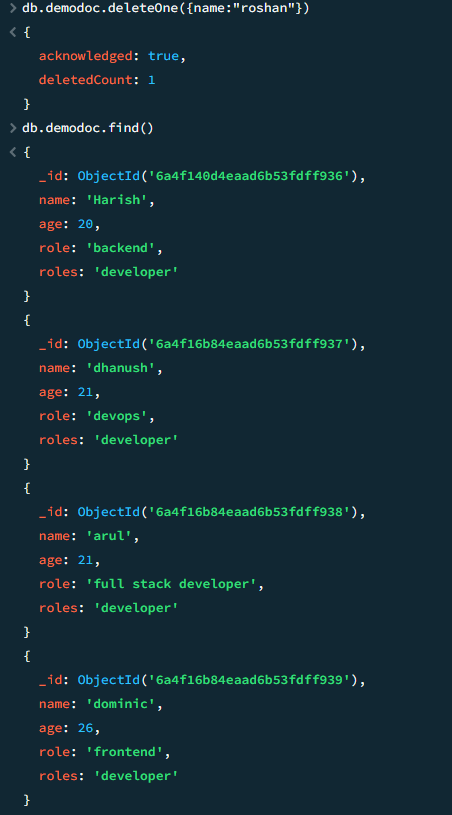 > db.demodoc.deleteOne({name:"roshan"})
< {
acknowledged: true,
deletedCount: 1
}
> db.demodoc.find()
< {
_id: ObjectId('6a4f140d4eaad6b53fdff936'),
name: 'Harish',
age: 20,
role: 'backend',
roles: 'developer'
}
{
_id: ObjectId('6a4f16b84eaad6b53fdff937'),
name: 'dhanush',
age: 21,
role: 'devops',
roles: 'developer'
}
{
_id: ObjectId('6a4f16b84eaad6b53fdff938'),
name: 'arul',
age: 21,
role: 'full stack developer',
roles: 'developer'
}
{
_id: ObjectId('6a4f16b84eaad6b53fdff939'),
name: 'dominic',
age: 26,
role: 'frontend',
roles: 'developer'
}